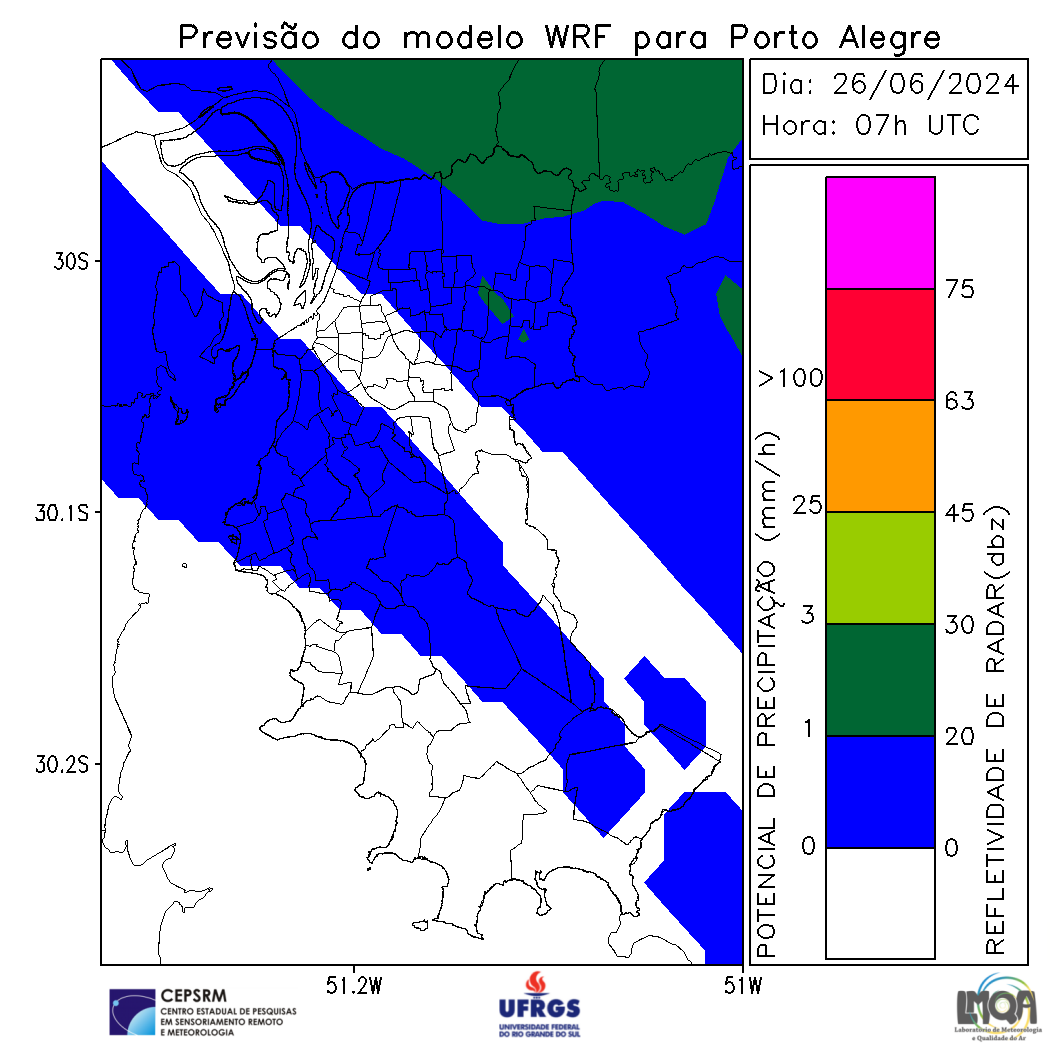 Previsão do modelo WRF para Porto Alegre
Dia: 26/06/2024
Hora: 07h UTC
30S
30.1S
30.2S
51.2W
51W
POTENCIAL DE PRECIPITAÇÃO (mm/h)
>100
25
3
1
0
75
63
45
30
20
0
REFLETIVIDADE DE RADAR(dbz)
CEPSRM
CENTRO ESTADUAL DE PESQUISAS
EM SENSORIAMENTO REMOTO
E METEOROLOGIA
UFRGS
UNIVERSIDADE FEDERAL
DO RIO GRANDE DO SUL
LMQA
Laboratório de Meteorologia
e Qualidade do Ar